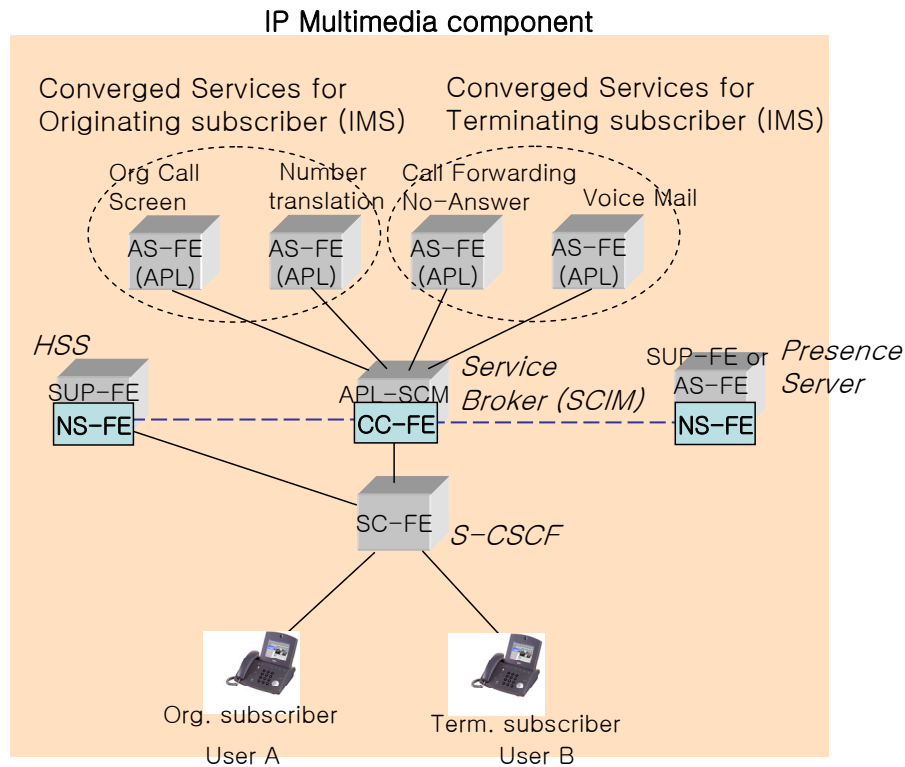 IP Multimedia component
Converged Services for
Originating subscriber (IMS)
Converged Services for
Terminating subscriber (IMS)
Org Call
Screen
Number
translation
Call Forwarding
No-Answer
Voice Mail
AS-FE
(APL)
AS-FE
(APL)
AS-FE
(APL)
AS-FE
(APL)
HSS
SUP-FE
NS-FE
APL-SCM
CC-FE
Service
Broker (SCIM)
SUP-FE or
AS-FE
NS-FE
Presence
Server
SC-FE
S-CSCF
Org. subscriber
User A
Term. subscriber
User B